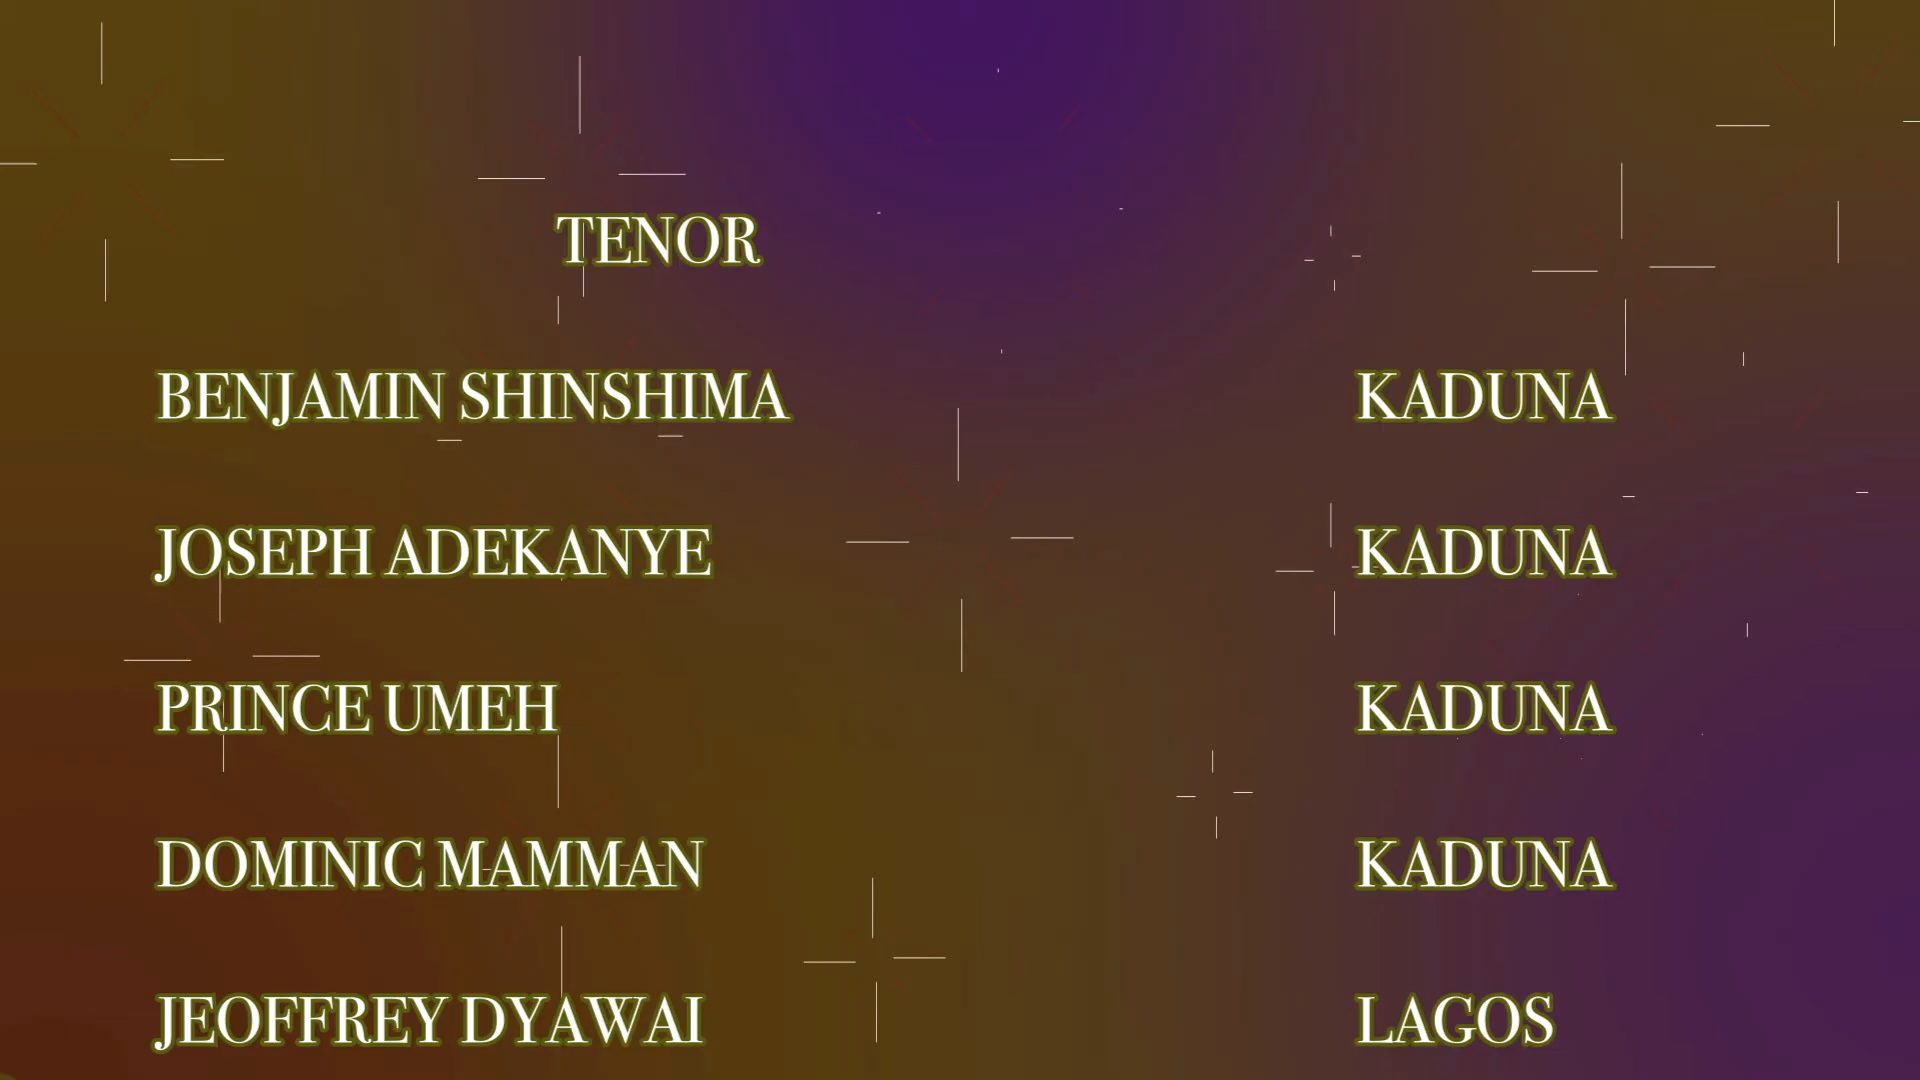 TENOR
BENJAMIN SHINSHIMA KADUNA
JOSEPH ADEKANYE KADUNA
PRINCE UMEH KADUNA
DOMINIC MAMMAN KADUNA
JEOFFREY DYAWAI LAGOS